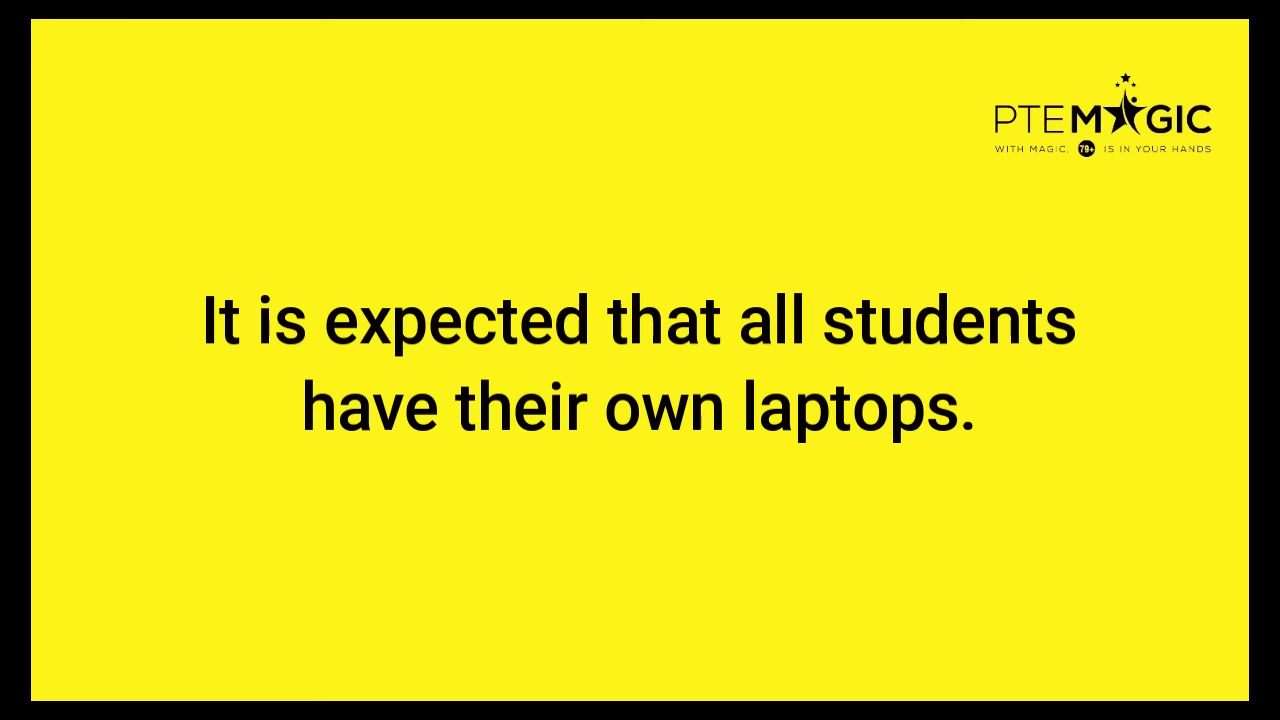 PTEMAGIC
WITH MAGIC, 79+ IS IN YOUR HANDS
It is expected that all students
have their own laptops.